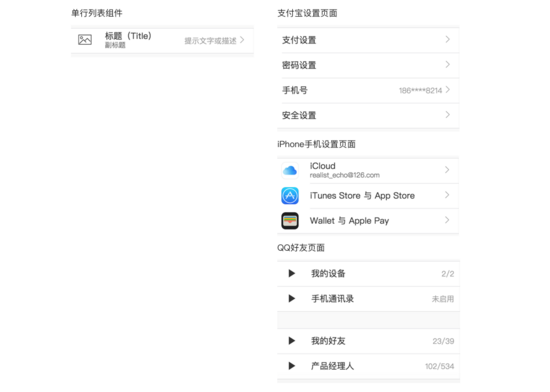 单行列表组件
标题（Title）
副标题
提示文字或描述
支付宝设置页面
支付设置
密码设置
手机号
186****8214
安全设置
iPhone手机设置页面
iCloud
realist_echo@126.com
iTunes Store 与 App Store
Wallet 与 Apple Pay
QQ好友页面
我的设备
2/2
手机通讯录
未启用
我的好友
23/39
产品经理人
102/534